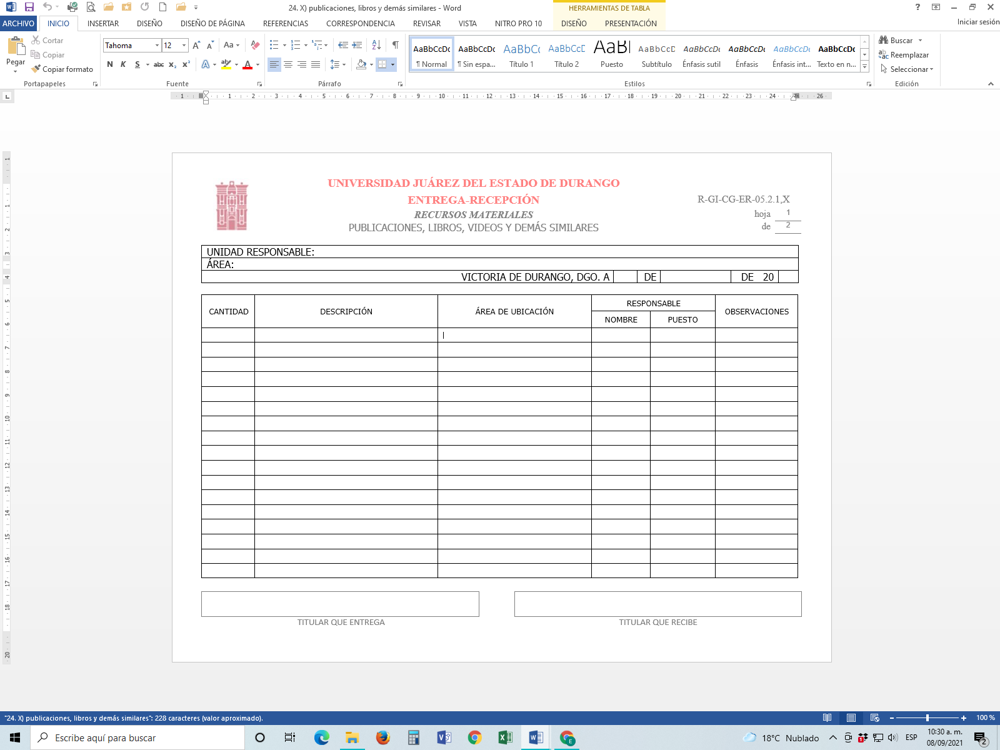 24. X) publicaciones, libros y demás similares - Word
HERRAMIENTAS DE TABLA
ARCHIVO INICIO INSERTAR DISEÑO DISEÑO DE PÁGINA REFERENCIAS CORRESPONDENCIA REVISAR VISTA NITRO PRO 10 DISEÑO PRESENTACIÓN
Iniciar sesión
Pegar
Cortar
Copiar
Copiar formato
Portapapeles
Tahoma 12
Aa
N K S abc x₂ x²
Fuente
Párrafo
AaBbCcDc ¶ Normal
AaBbCcDc ¶ Sin espa...
AaBbCc Título 1
AaBbCcD Título 2
AaBl Puesto
AaBbCcD Subtítulo
AaBbCcDc Énfasis sutil
AaBbCcDc Énfasis
AaBbCcDc Énfasis int...
AaBbCcDc Texto en n...
Estilos
Buscar
Reemplazar
Seleccionar
Edición
1 1 2 3 4 5 6 7 8 9 10 11 12 13 14 15 16 17 18 19 20 21 22 23 24 26
1 1 2 3 4 5 6 7 8 9 10 11 12 13 14 15 16 17 18 20
UNIVERSIDAD JUÁREZ DEL ESTADO DE DURANGO
ENTREGA-RECEPCIÓN
RECURSOS MATERIALES
PUBLICACIONES, LIBROS, VIDEOS Y DEMÁS SIMILARES
R-GI-CG-ER-05.2.1,X
hoja 1
de 2
UNIDAD RESPONSABLE:
ÁREA:
VICTORIA DE DURANGO, DGO. A DE DE 20
CANTIDAD DESCRIPCIÓN ÁREA DE UBICACIÓN RESPONSABLE OBSERVACIONES
NOMBRE PUESTO
TITULAR QUE ENTREGA TITULAR QUE RECIBE
"24. X) publicaciones, libros y demás similares": 228 caracteres (valor aproximado).
100 %
Escribe aquí para buscar
18°C Nublado
ESP
10:30 a. m.
08/09/2021
2